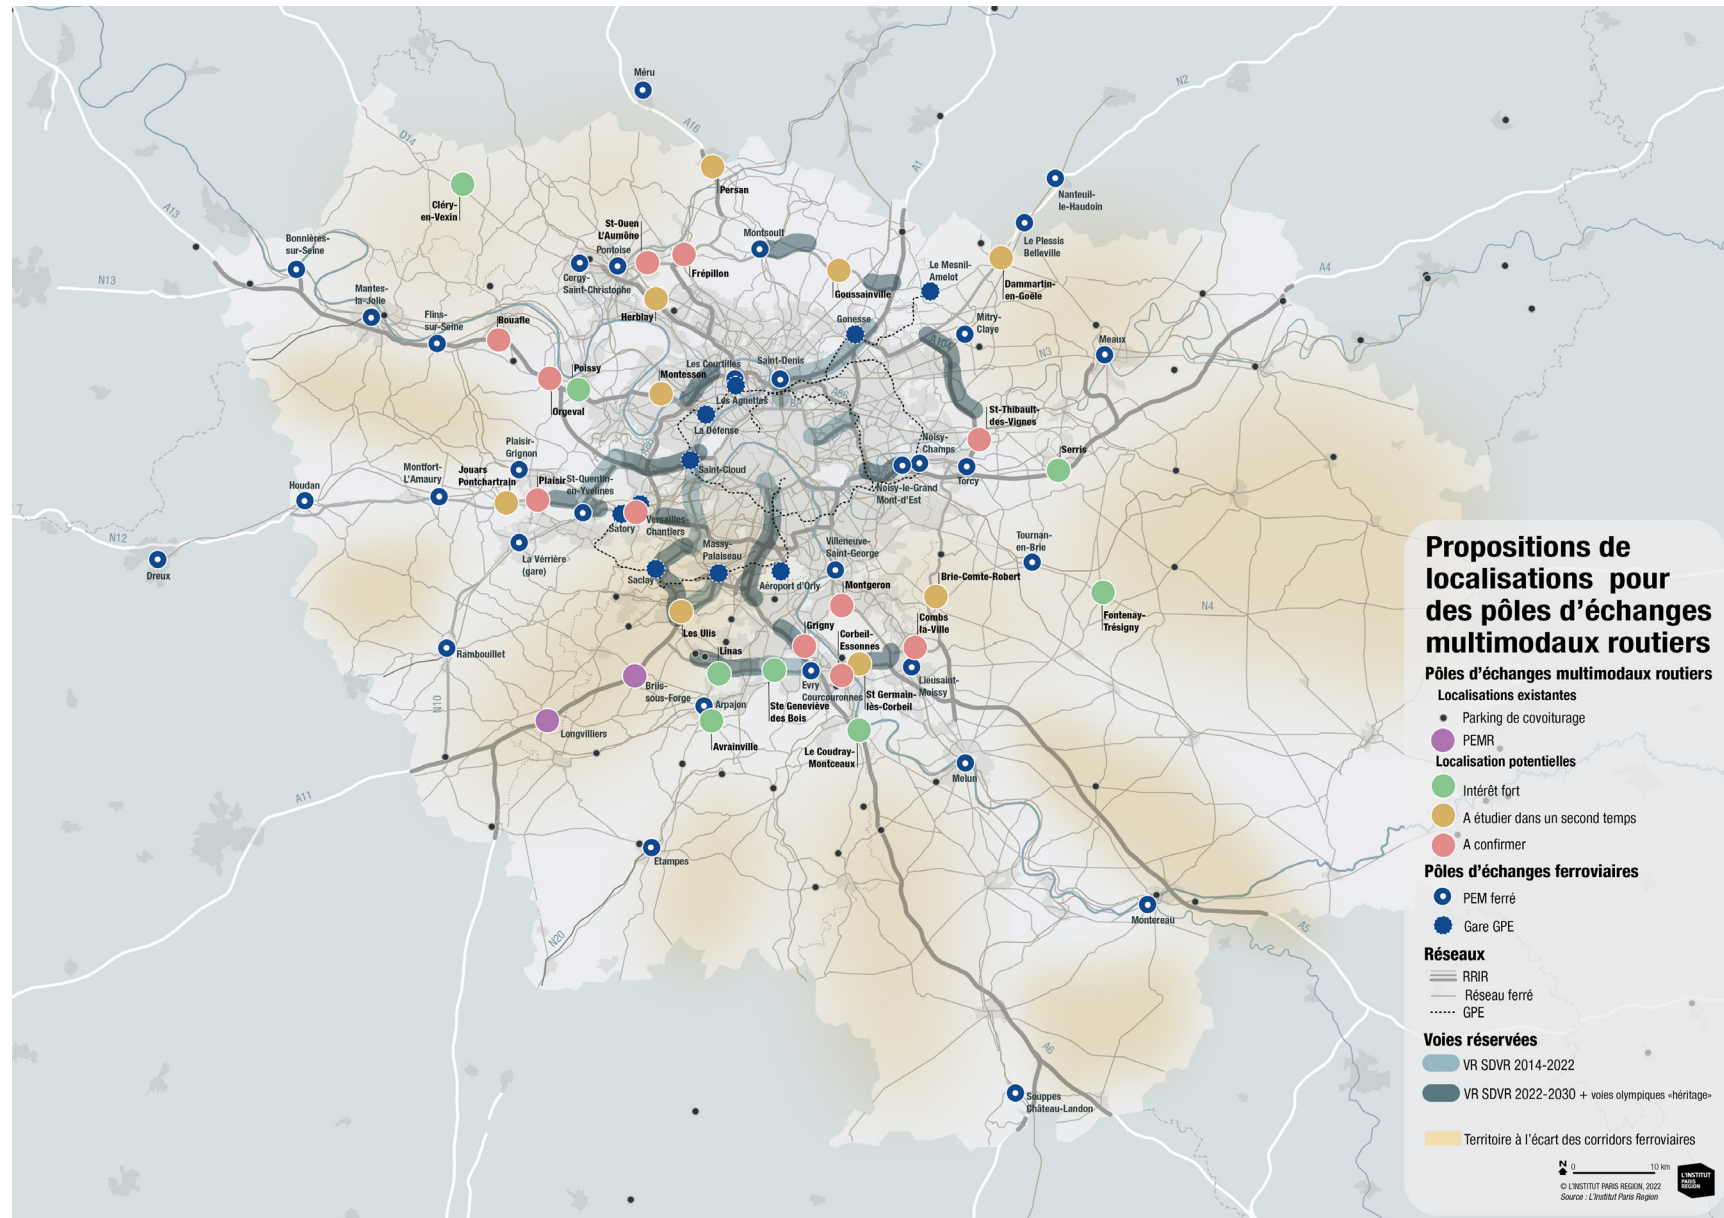 Méru
A16
N2
D14
A1
Persan
Cléry-
en-Vexin
A13
Nanteuil-
le-Haudoin
St-Ouen
L'Aumône
Montsoult
Le Plessis
Belleville
Bonnières-
sur-Seine
Pontoise
Frépillon
Cergy-
Saint-Christophe
Le Mesnil-
Amelot
A4
N13
Dammartin-
en-Goële
Goussainville
Mantes-
la-Jolie
Herblay
Flins-
sur-Seine
Bouafle
Gonesse
Mitry-
Claye
Meaux
A104
N3
Les Courtilles
Saint-Denis
Poissy
Montesson
Les Agnettes
A86
Orgeval
St-Thibault-
des-Vignes
La Défense
Noisy-
Champs
Plaisir-
Grignon
Serris
Montfort-
L'Amaury
Jouars
Pontchartrain
Plaisir
St-Quentin-
en-Yvelines
Saint-Cloud
Torcy
Houdan
Noisy-le-Grand
Mont-d'Est
Satory
Versailles-
Chantiers
N12
Tournan-
en-Brie
Massy-
Palaiseau
Villeneuve-
Saint-George
La Vérrière
(gare)
Dreux
Saclay
Aéroport d'Orly
Montgeron
Brie-Comte-Robert
N4
Fontenay-
Trésigny
Combs
la-Ville
Les Ulis
Grigny
Corbeil-
Essonnes
Linas
Rambouillet
Briis-
sous-Forge
Evry
Courcouronnes
Lieusaint-
Moissy
St Germain-
lès-Corbeil
N10
Arpajon
Ste Geneviève
des Bois
Longvilliers
Avrainville
Le Coudray-
Montceaux
Melun
A11
Etampes
Montereau
A5
N20
A6
Souppes
Château-Landon
Propositions de
localisations pour
des pôles d'échanges
multimodaux routiers
Pôles d'échanges multimodaux routiers
Localisations existantes
Parking de covoiturage
PEMR
Localisation potentielles
Intérêt fort
A étudier dans un second temps
A confirmer
Pôles d'échanges ferroviaires
PEM ferré
Gare GPE
Réseaux
RRIR
Réseau ferré
GPE
Voies réservées
VR SDVR 2014-2022
VR SDVR 2022-2030 + voies olympiques «héritage»
Territoire à l'écart des corridors ferroviaires
N
0 10 km
© L'INSTITUT PARIS REGION, 2022
Source : L'Institut Paris Region
L'INSTITUT
PARIS
REGION